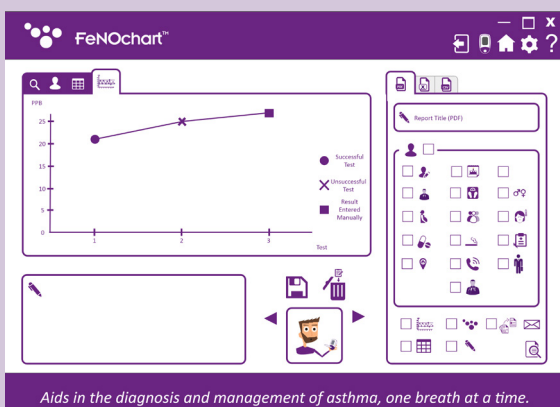 FeNOchart™
PPB
25
20
15
10
5
0
1
2
3
Test
Successful
Test
Unsuccessful
Test
Result
Entered
Manually
Report Title (PDF)
Aids in the diagnosis and management of asthma, one breath at a time.